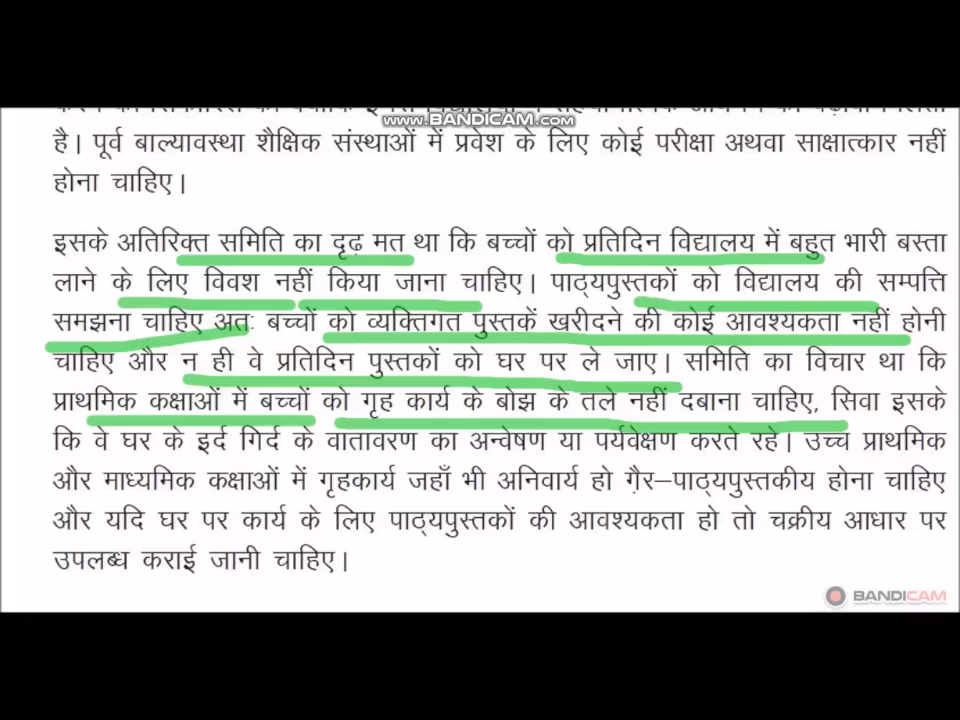 www.BANDICAM.com
है। पूर्व बाल्यावस्था शैक्षिक संस्थाओं में प्रवेश के लिए कोई परीक्षा अथवा साक्षात्कार नहीं
होना चाहिए।
इसके अतिरिक्त समिति का दृढ़ मत था कि बच्चों को प्रतिदिन विद्यालय में बहुत भारी बस्ता
लाने के लिए विवश नहीं किया जाना चाहिए। पाठ्यपुस्तकों को विद्यालय की सम्पत्ति
समझना चाहिए अतः बच्चों को व्यक्तिगत पुस्तकें खरीदने की कोई आवश्यकता नहीं होनी
चाहिए और न ही वे प्रतिदिन पुस्तकों को घर पर ले जाए। समिति का विचार था कि
प्राथमिक कक्षाओं में बच्चों को गृह कार्य के बोझ के तले नहीं दबाना चाहिए, सिवा इसके
कि वे घर के इर्द गिर्द के वातावरण का अन्वेषण या पर्यवेक्षण करते रहे। उच्च प्राथमिक
और माध्यमिक कक्षाओं में गृहकार्य जहाँ भी अनिवार्य हो ग़ैर–पाठ्यपुस्तकीय होना चाहिए
और यदि घर पर कार्य के लिए पाठ्यपुस्तकों की आवश्यकता हो तो चक्रीय आधार पर
उपलब्ध कराई जानी चाहिए।
BANDICAM